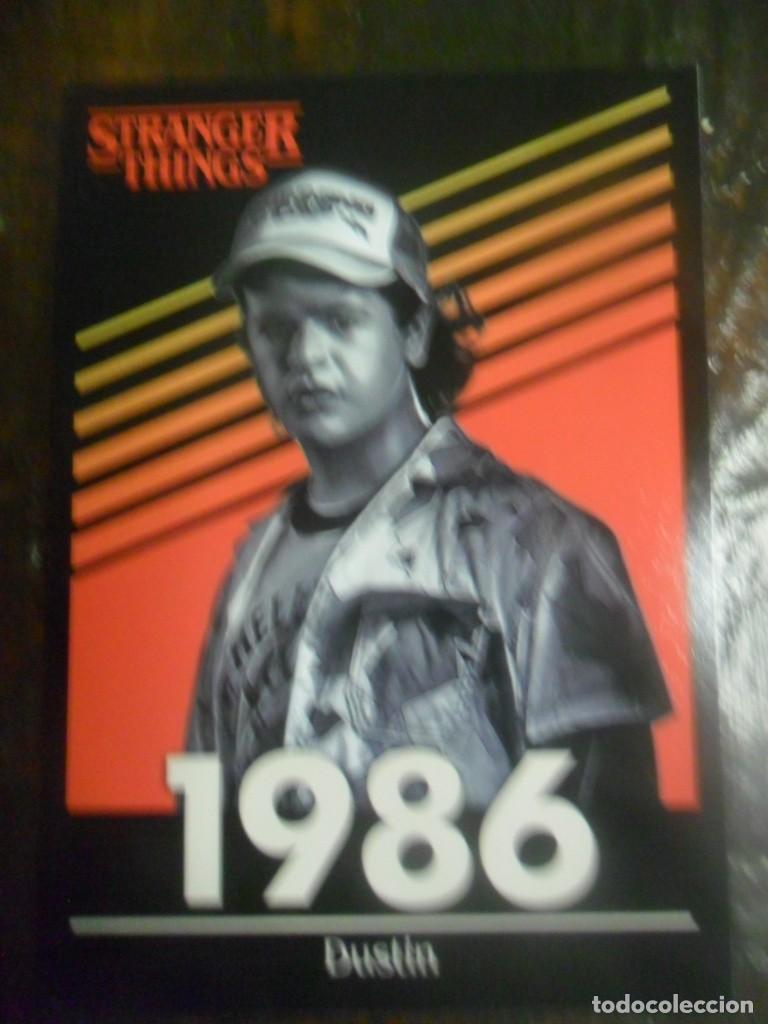 STRANGER
THINGS
1986
Dustin
todocoleccion